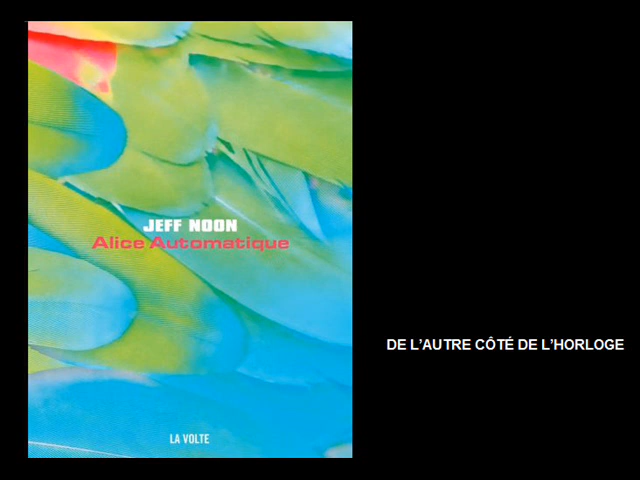 JEFF NOON
Alice Automatique
LA VOLTE
DE L’AUTRE CÔTÉ DE L’HORLOGE